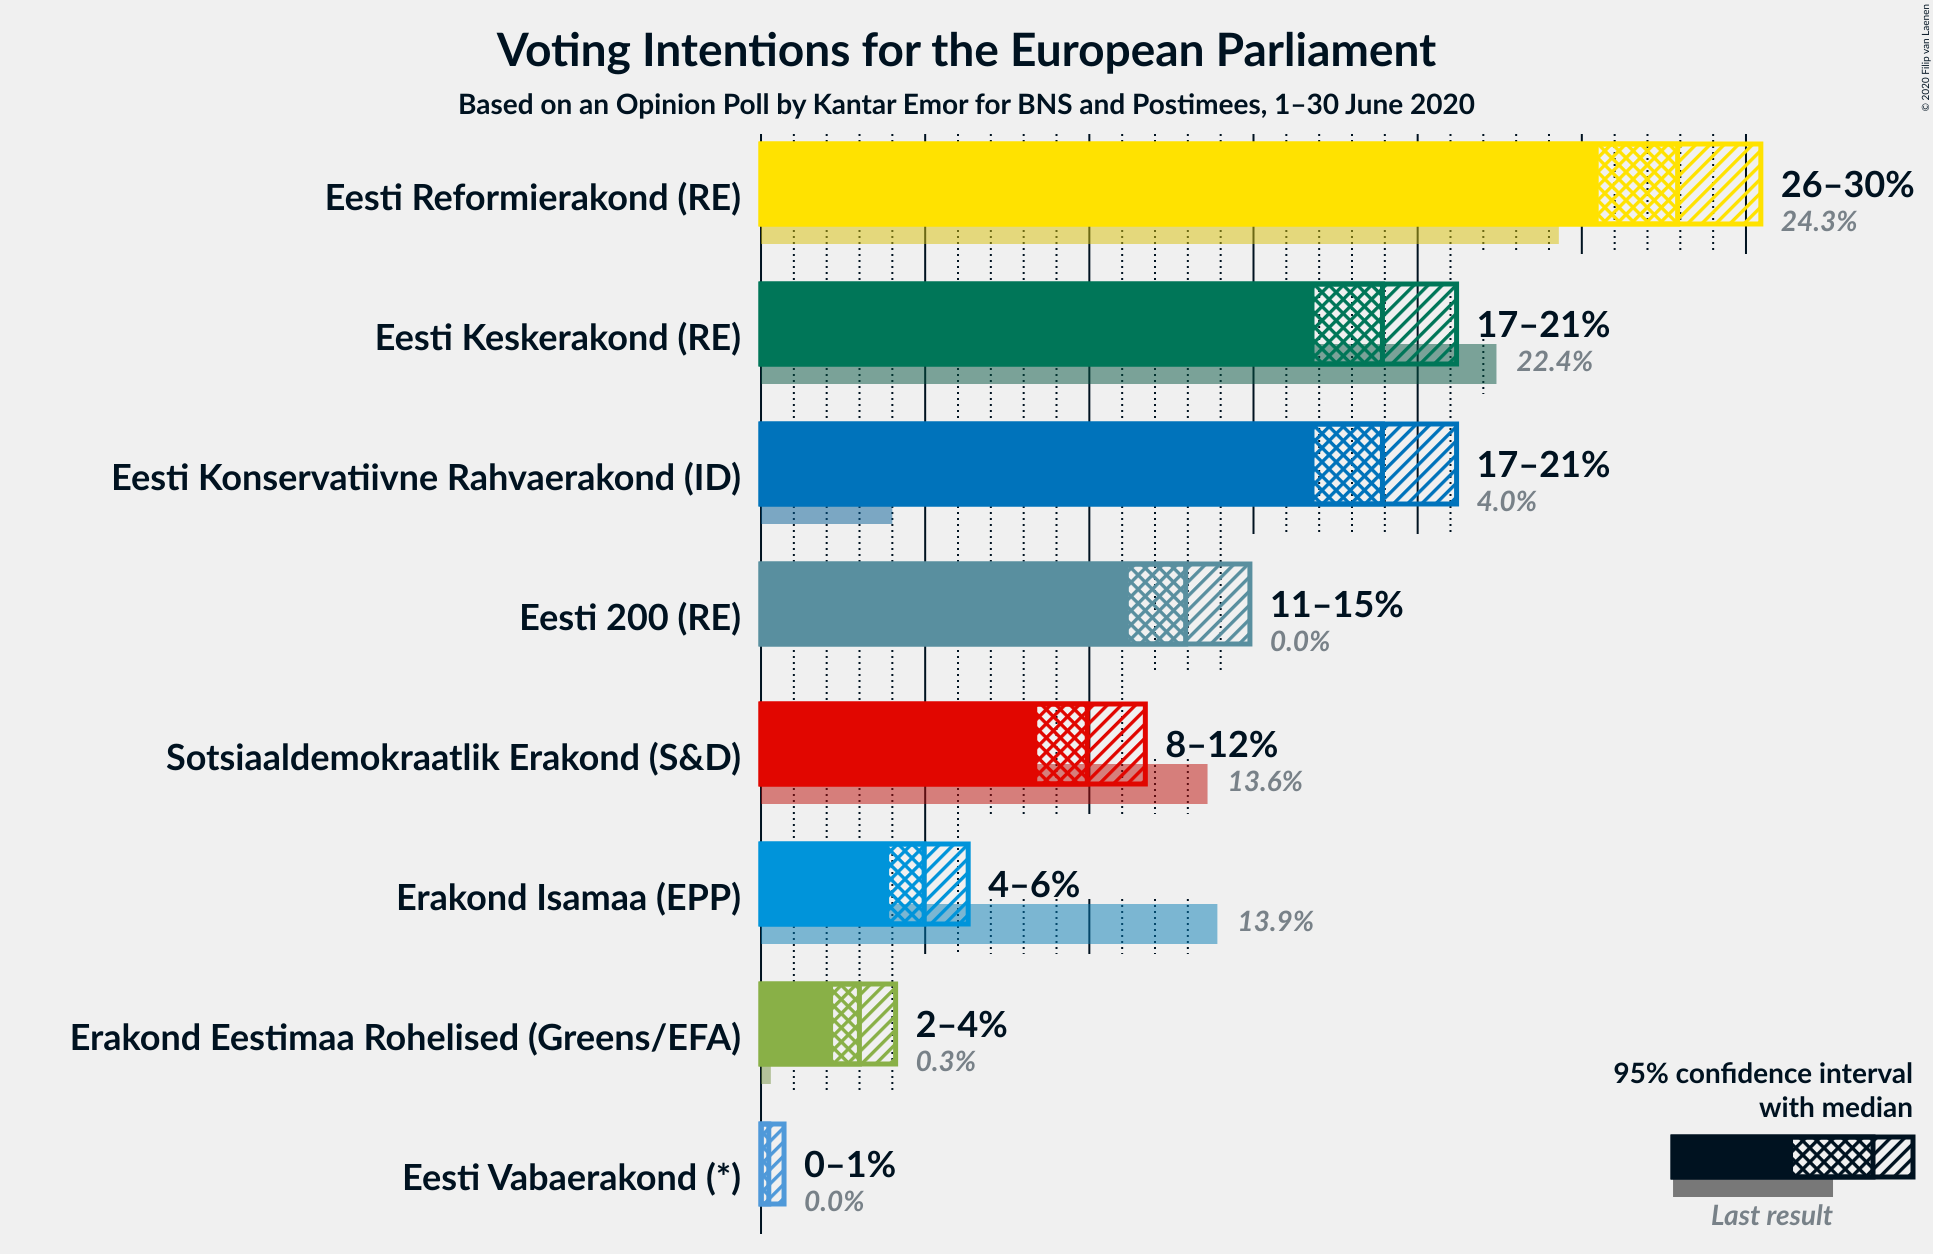 Voting Intentions for the European Parliament
Based on an Opinion Poll by Kantar Emor for BNS and Postimees, 1–30 June 2020
© 2020 Filip van Laenen
Eesti Reformierakond (RE)
26–30%
24.3%
Eesti Keskerakond (RE)
17–21%
22.4%
Eesti Konservatiivne Rahvaerakond (ID)
17–21%
4.0%
Eesti 200 (RE)
11–15%
0.0%
Sotsiaaldemokraatlik Erakond (S&D)
8–12%
13.6%
Erakond Isamaa (EPP)
4–6%
13.9%
Erakond Eestimaa Rohelised (Greens/EFA)
2–4%
0.3%
Eesti Vabaerakond (*)
0–1%
0.0%
95% confidence interval
with median
Last result